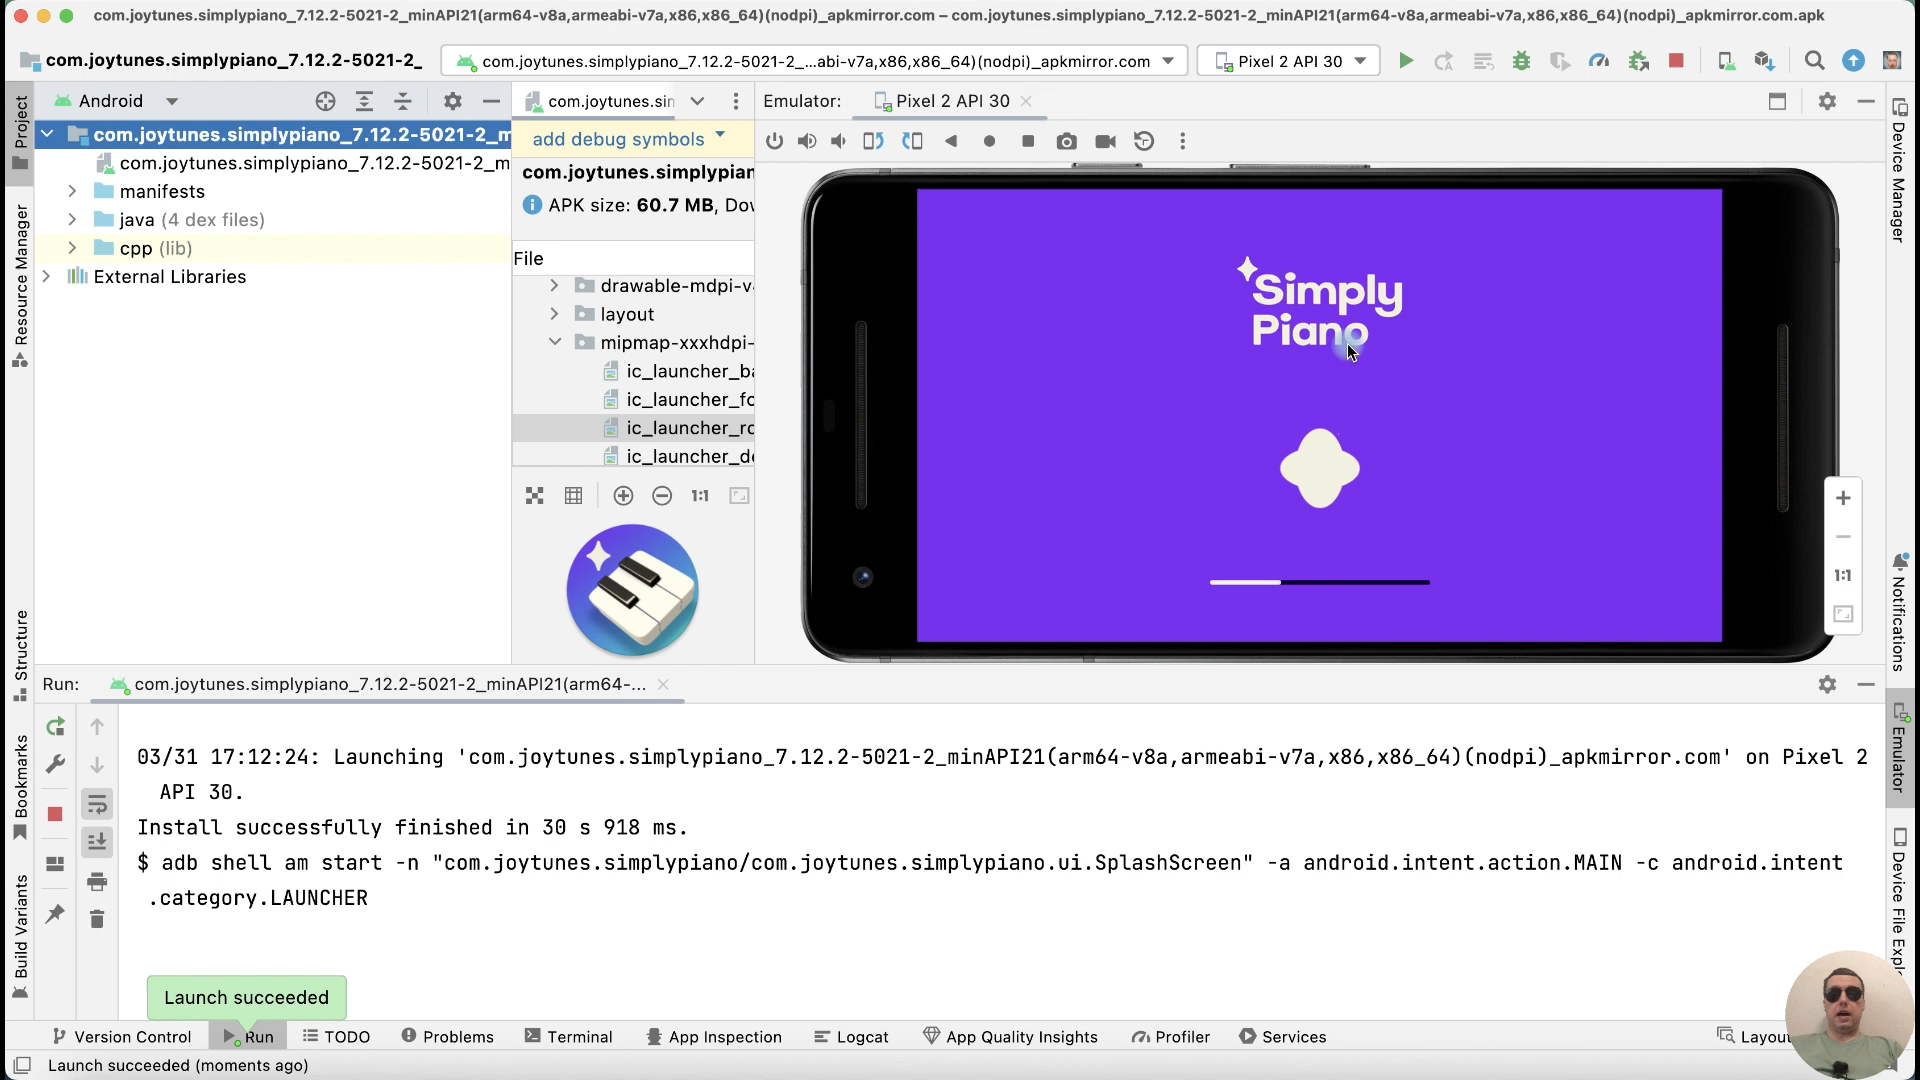 com.joytunes.simplypiano_7.12.2-5021-2_minAPI21(arm64-v8a,armeabi-v7a,x86,x86_64)(nodpi)_apkmirror.com – com.joytunes.simplypiano_7.12.2-5021-2_minAPI21(arm64-v8a,armeabi-v7a,x86,x86_64)(nodpi)_apkmirror.com.apk
com.joytunes.simplypiano_7.12.2-5021-2_
com.joytunes.simplypiano_7.12.2-5021-2_...abi-v7a,x86,x86_64)(nodpi)_apkmirror.com
Pixel 2 API 30
Project
Resource Manager
Structure
Bookmarks
Build Variants
Android
com.joytunes.simplypiano_7.12.2-5021-2_m
com.joytunes.simplypiano_7.12.2-5021-2_m
manifests
java (4 dex files)
cpp (lib)
External Libraries
com.joytunes.sin
add debug symbols
com.joytunes.simplypian
APK size: 60.7 MB, Dov
File
drawable-mdpi-v
layout
mipmap-xxxhdpi-
ic_launcher_ba
ic_launcher_fo
ic_launcher_ro
ic_launcher_de
1:1
Emulator:
Pixel 2 API 30
Simply
Piano
1:1
Device Manager
Notifications
Emulator
Device File Expl
Run:
com.joytunes.simplypiano_7.12.2-5021-2_minAPI21(arm64-...
03/31 17:12:24: Launching 'com.joytunes.simplypiano_7.12.2-5021-2_minAPI21(arm64-v8a,armeabi-v7a,x86,x86_64)(nodpi)_apkmirror.com' on Pixel 2
API 30.
Install successfully finished in 30 s 918 ms.
$ adb shell am start -n "com.joytunes.simplypiano/com.joytunes.simplypiano.ui.SplashScreen" -a android.intent.action.MAIN -c android.intent
.category.LAUNCHER
Launch succeeded
Version Control
Run
TODO
Problems
Terminal
App Inspection
Logcat
App Quality Insights
Profiler
Services
Layou
Launch succeeded (moments ago)